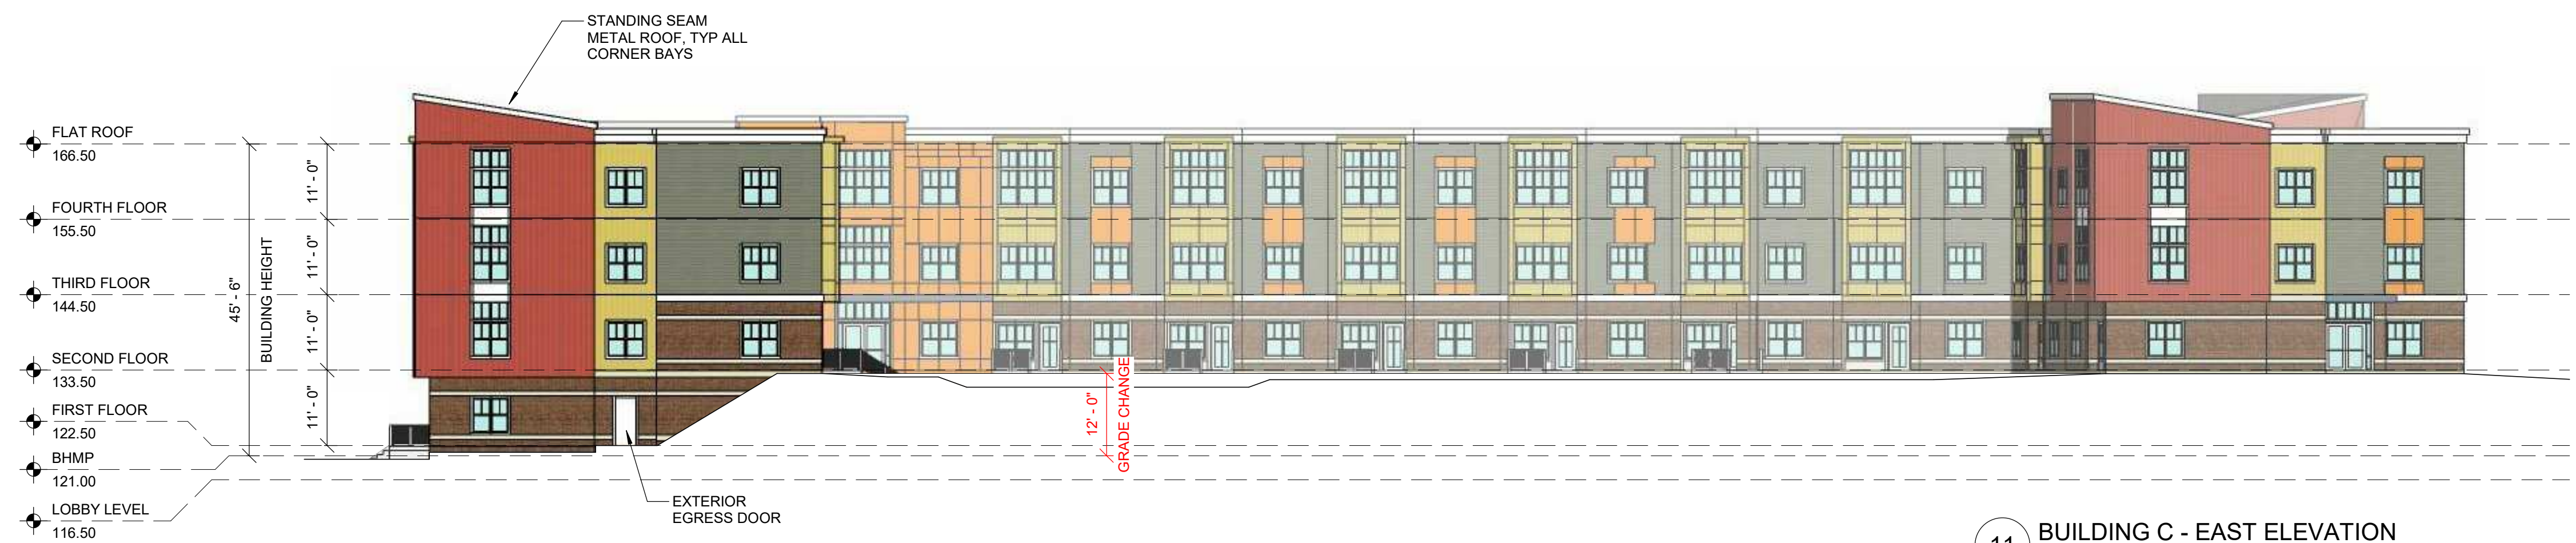 STANDING SEAM
METAL ROOF, TYP ALL
CORNER BAYS
FLAT ROOF
166.50
FOURTH FLOOR
155.50
THIRD FLOOR
144.50
SECOND FLOOR
133.50
FIRST FLOOR
122.50
BHMP
121.00
LOBBY LEVEL
116.50
45' - 6"
BUILDING HEIGHT
11' - 0"
11' - 0"
11' - 0"
11' - 0"
12' - 0"
GRADE CHANGE
EXTERIOR
EGRESS DOOR
11
BUILDING C - EAST ELEVATION